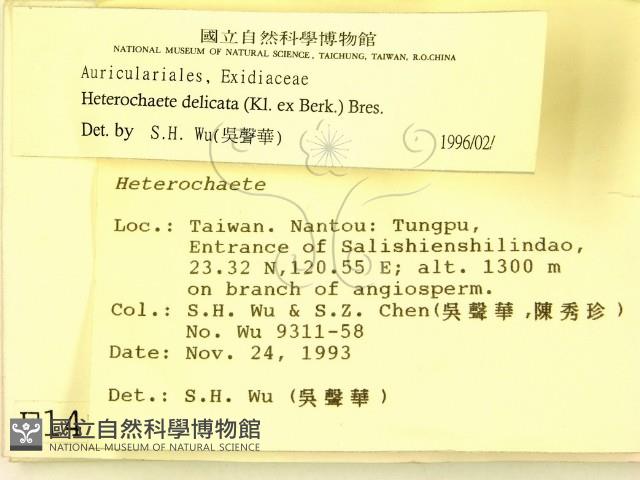 國立自然科學博物館
NATIONAL MUSEUM OF NATURAL SCIENCE, TAICHUNG, TAIWAN, R.O.CHINA
Auriculariales, Exidiaceae
Heterochaete delicata (Kl. ex Berk.) Bres.
Det. by S.H. Wu(吳聲華) 1996/02/
Heterochaete
Loc.: Taiwan. Nantou: Tungpu,
Entrance of Salishienshilindao,
23.32 N,120.55 E; alt. 1300 m
on branch of angiosperm.
Col.: S.H. Wu & S.Z. Chen(吳聲華,陳秀珍)
No. Wu 9311-58
Date: Nov. 24, 1993
Det.: S.H. Wu (吳聲華)
國立自然科學博物館
NATIONAL MUSEUM OF NATURAL SCIENCE